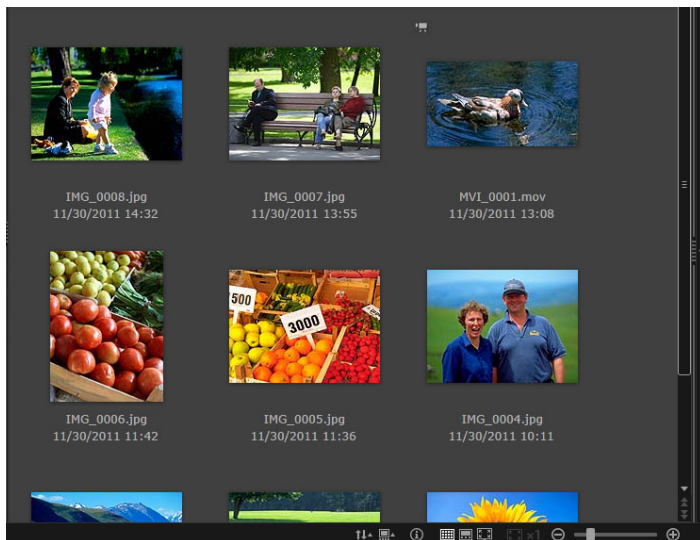 IMG_0008.jpg
11/30/2011 14:32
IMG_0007.jpg
11/30/2011 13:55
MVI_0001.mov
11/30/2011 13:08
500
3000
IMG_0006.jpg
11/30/2011 11:42
IMG_0005.jpg
11/30/2011 11:36
IMG_0004.jpg
11/30/2011 10:11
x1